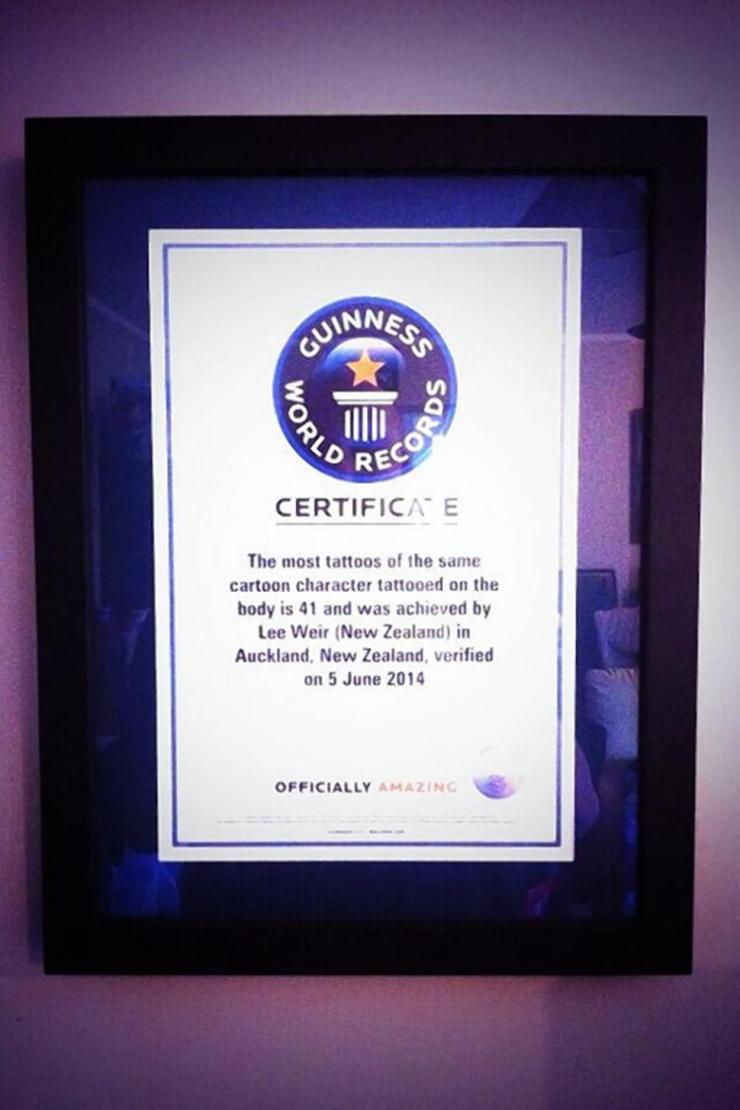 GUINNESS
WORLD RECORDS
CERTIFICATE
The most tattoos of the same
cartoon character tattooed on the
body is 41 and was achieved by
Lee Weir (New Zealand) in
Auckland, New Zealand, verified
on 5 June 2014
OFFICIALLY AMAZING